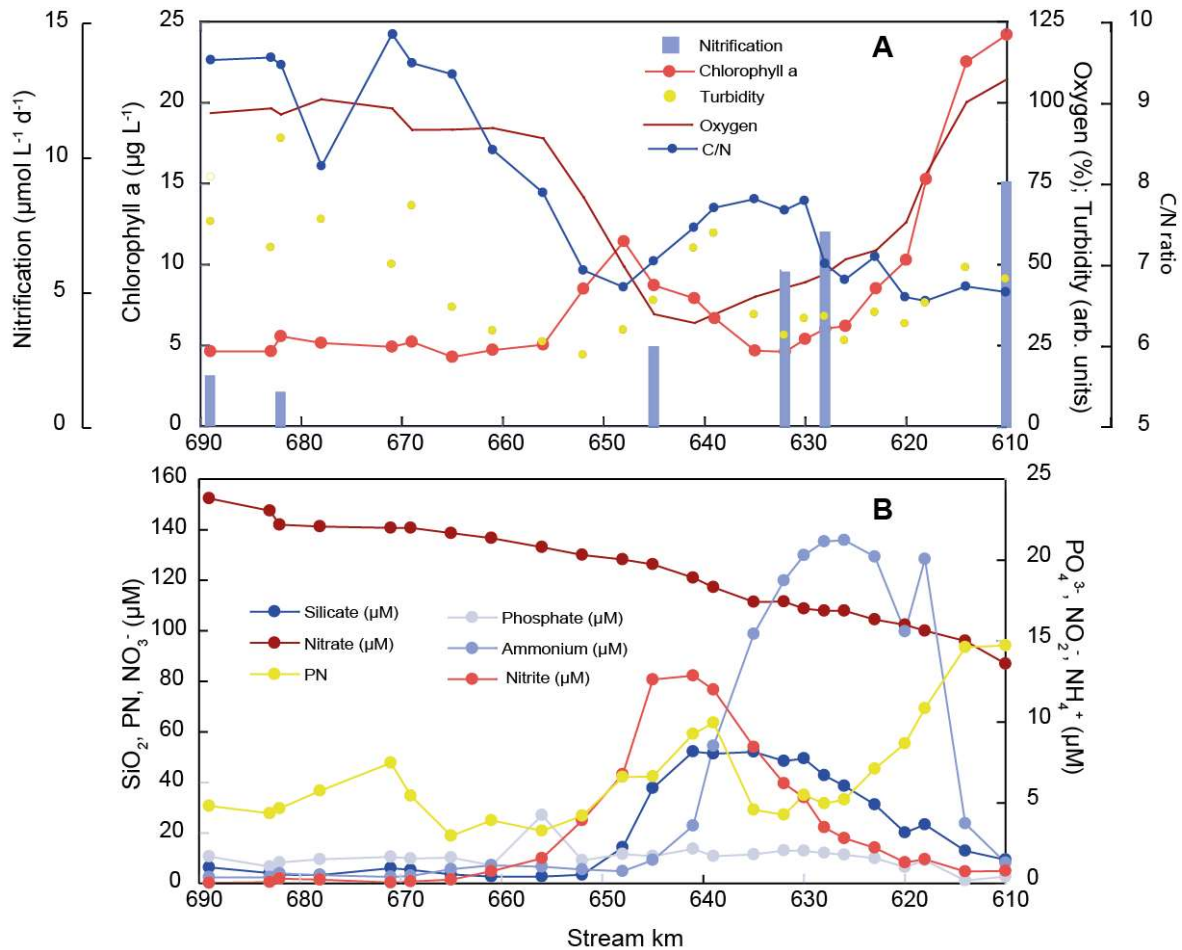 A
Nitrification (µmol L⁻¹ d⁻¹)
15
10
5
0
Chlorophyll a (µg L⁻¹)
25
20
15
10
5
0
Nitrification
Chlorophyll a
Turbidity
Oxygen
C/N
125
100
75
50
25
0
Oxygen (%); Turbidity (arb. units)
10
9
8
7
6
5
C/N ratio
690 680 670 660 650 640 630 620 610
B
SiO₂, PN, NO₃⁻ (µM)
160
140
120
100
80
60
40
20
0
Silicate (µM)
Nitrate (µM)
PN
Phosphate (µM)
Ammonium (µM)
Nitrite (µM)
25
20
15
10
5
0
PO₄³⁻, NO₂⁻, NH₄⁺ (µM)
690 680 670 660 650 640 630 620 610
Stream km